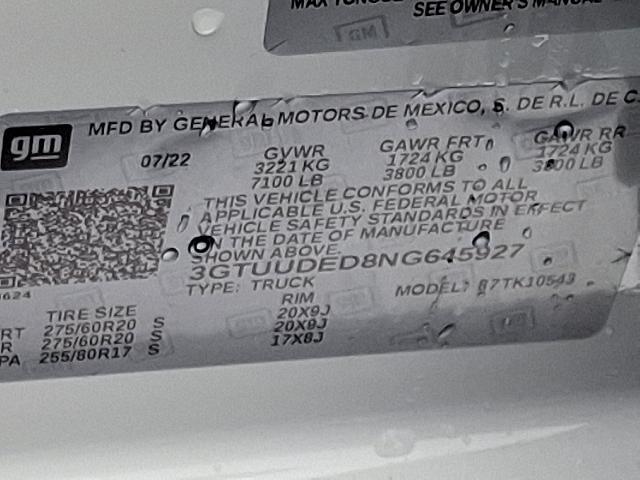 SEE OWNER'S MANUAL
gm
MFD BY GENERAL MOTORS DE MEXICO, S. DE R.L. DE C.
07/22
GVWR
3221 KG
7100 LB
GAWR FRT
1724 KG
3800 LB
GAWR RR
1724 KG
3800 LB
THIS VEHICLE CONFORMS TO ALL
APPLICABLE U.S. FEDERAL MOTOR
VEHICLE SAFETY STANDARDS IN EFFECT
ON THE DATE OF MANUFACTURE
SHOWN ABOVE.
3GTUUDED8NG645927
TYPE: TRUCK
MODEL:
624
TIRE SIZE
RIM
RT 275/60R20 S 20X9J
R 275/60R20 S 20X9J
PA 255/80R17 S 17X8J